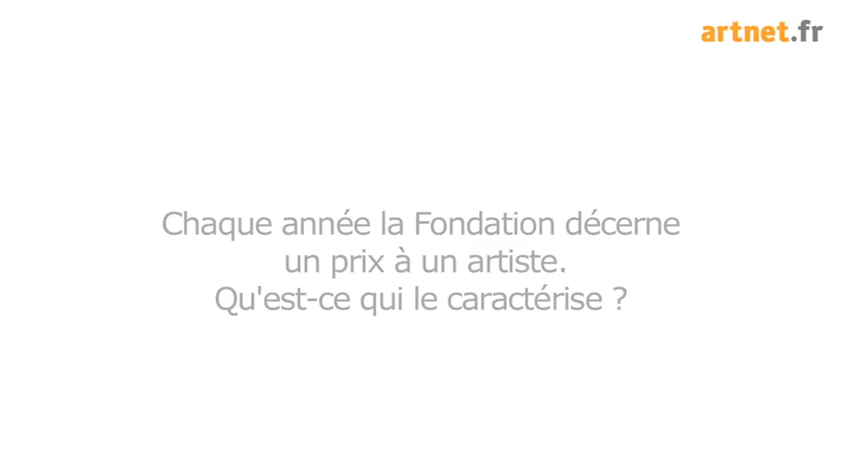 artnet.fr
Chaque année la Fondation décerne
un prix à un artiste.
Qu'est-ce qui le caractérise ?